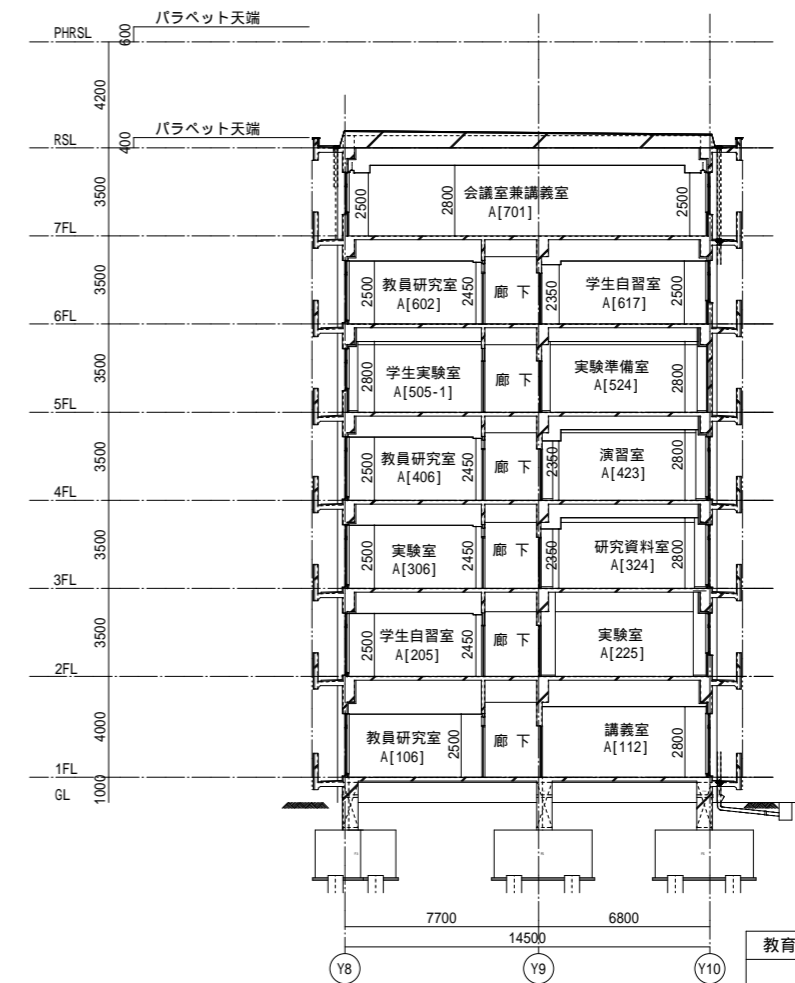 パラペット天端
PHRSL
600
4200
パラペット天端
RSL
400
3500
会議室兼講義室
2500 2800 A[701] 2500
7FL
3500
教員研究室 学生自習室
2500 A[602] 2450 廊 下 2350 A[617] 2500
6FL
3500
学生実験室 実験準備室
2800 A[505-1] 廊 下 A[524] 2800
5FL
3500
教員研究室 演習室
2500 A[406] 2450 廊 下 2350 A[423] 2800
4FL
3500
実験室 研究資料室
2500 A[306] 2450 廊 下 2350 A[324] 2800
3FL
3500
学生自習室 実験室
2500 A[205] 2450 廊 下 A[225]
2FL
4000
教員研究室 講義室
A[106] 2500 廊 下 A[112] 2800
1FL
GL
1000
7700 6800
14500
教育
Y8 Y9 Y10